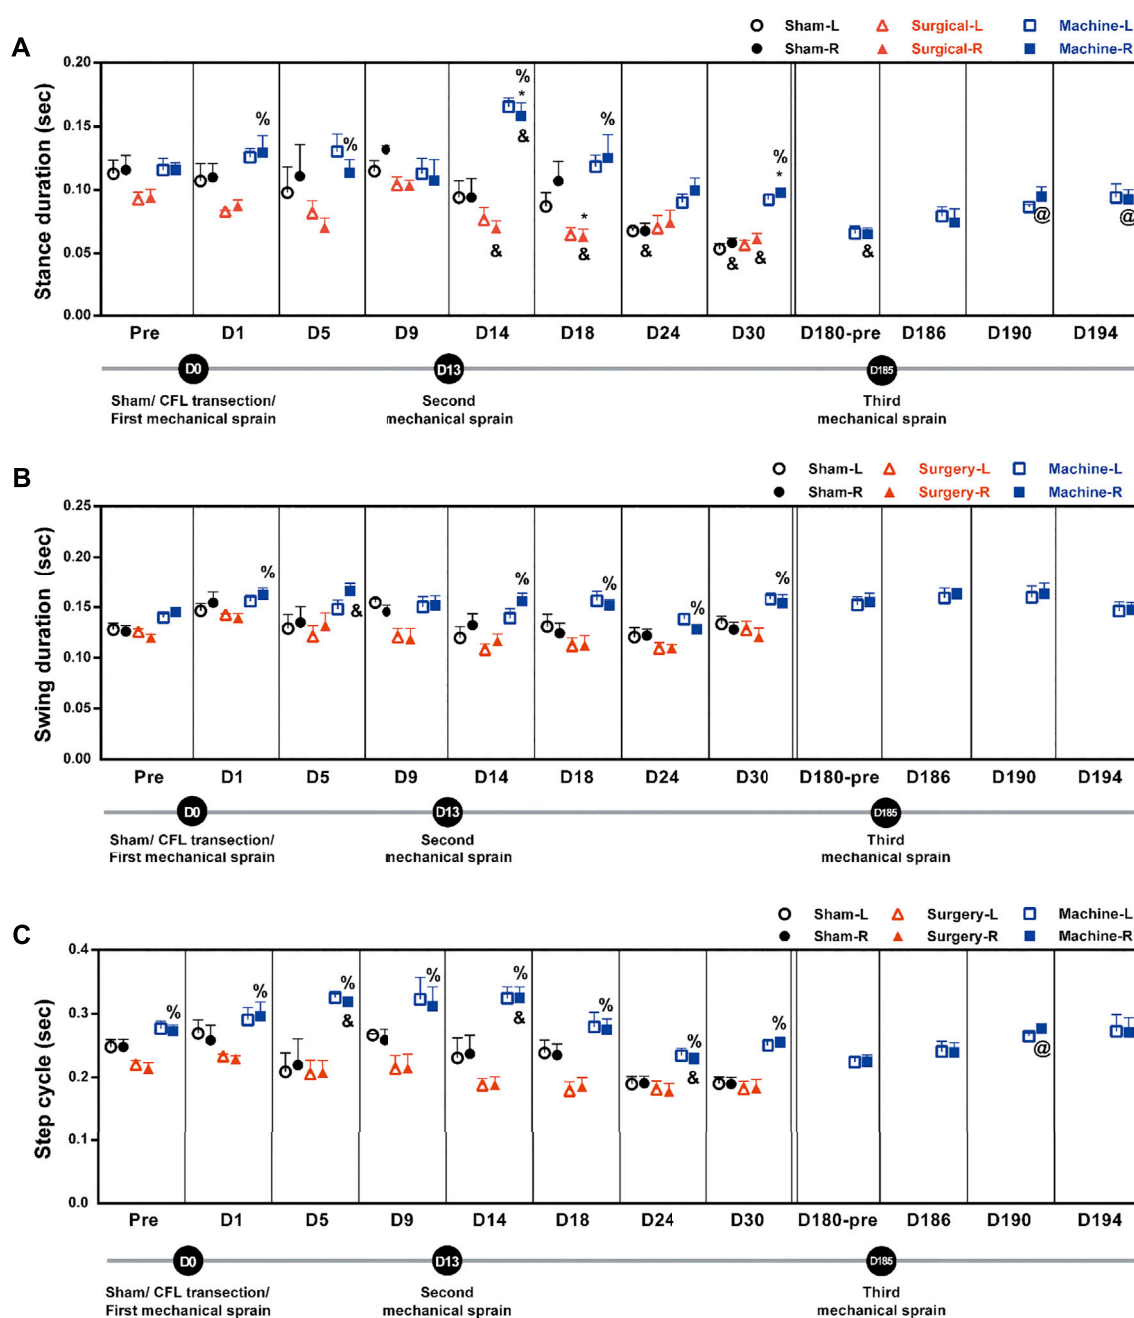 A
Sham-L Surgical-L Machine-L
Sham-R Surgical-R Machine-R
Stance duration (sec)
0.20
0.15
0.10
0.05
0.00
% % % * & & % * & & & & % * & @ @
Pre D1 D5 D9 D14 D18 D24 D30 D180-pre D186 D190 D194
D0 D13 D185
Sham/ CFL transection/ Second Third
First mechanical sprain mechanical sprain mechanical sprain
B
Sham-L Surgery-L Machine-L
Sham-R Surgery-R Machine-R
Swing duration (sec)
0.25
0.20
0.15
0.10
0.05
0.00
% & % % % %
Pre D1 D5 D9 D14 D18 D24 D30 D180-pre D186 D190 D194
D0 D13 D185
Sham/ CFL transection/ Second Third
First mechanical sprain mechanical sprain mechanical sprain
C
Sham-L Surgery-L Machine-L
Sham-R Surgery-R Machine-R
Step cycle (sec)
0.4
0.3
0.2
0.1
0.0
% % % & % % & % % & % @
Pre D1 D5 D9 D14 D18 D24 D30 D180-pre D186 D190 D194
D0 D13 D185
Sham/ CFL transection/ Second Third
First mechanical sprain mechanical sprain mechanical sprain